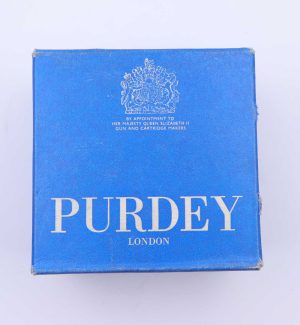 BY APPOINTMENT TO
HER MAJESTY QUEEN ELIZABETH II
GUN AND CARTRIDGE MAKERS
PURDEY
LONDON